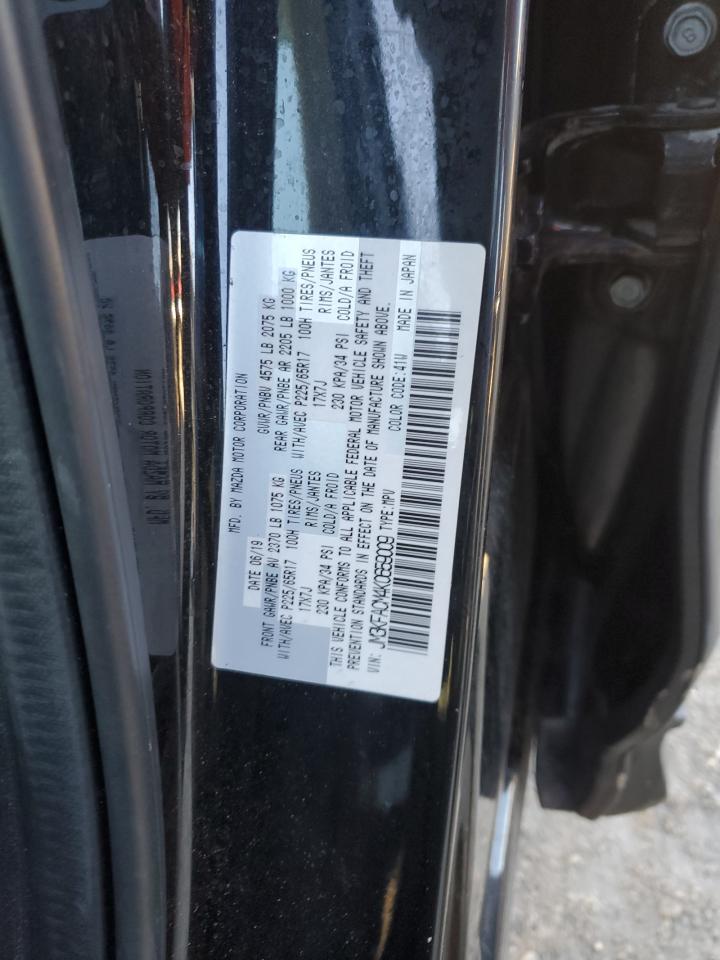 MFD. BY MAZDA MOTOR CORPORATION
DATE 06/19 GVWR/PNBV 4575 LB 2075 KG
FRONT GAWR/PNBE AV 2370 LB 1075 KG REAR GAWR/PNBE AR 2205 LB 1000 KG
WITH/AVEC P225/65R17 100H TIRES/PNEUS WITH/AVEC P225/65R17 100H TIRES/PNEUS
17X7J RIMS/JANTES 17X7J RIMS/JANTES
230 KPA/34 PSI COLD/A FROID 230 KPA/34 PSI COLD/A FROID
THIS VEHICLE CONFORMS TO ALL APPLICABLE FEDERAL MOTOR VEHICLE SAFETY AND THEFT
PREVENTION STANDARDS IN EFFECT ON THE DATE OF MANUFACTURE SHOWN ABOVE.
VIN: JM3KFACM4K0659009 TYPE:MPV COLOR CODE:41W MADE IN JAPAN